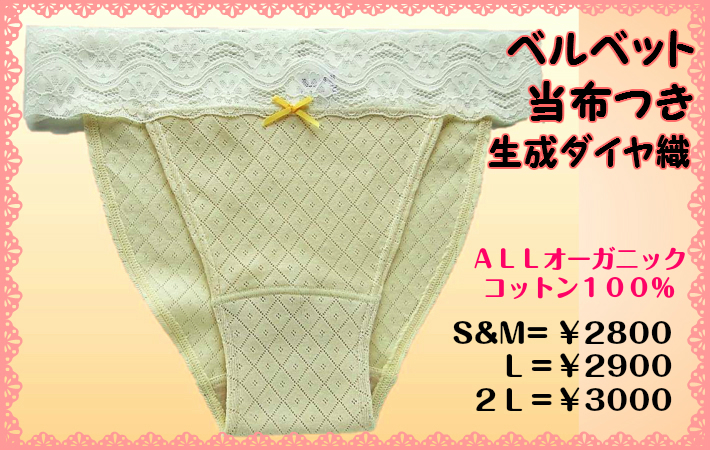 ベルベット
当布つき
生成ダイヤ織
ＡＬＬオーガニック
コットン１００％
S&M=￥2800
Ｌ＝￥2900
２Ｌ＝￥3000